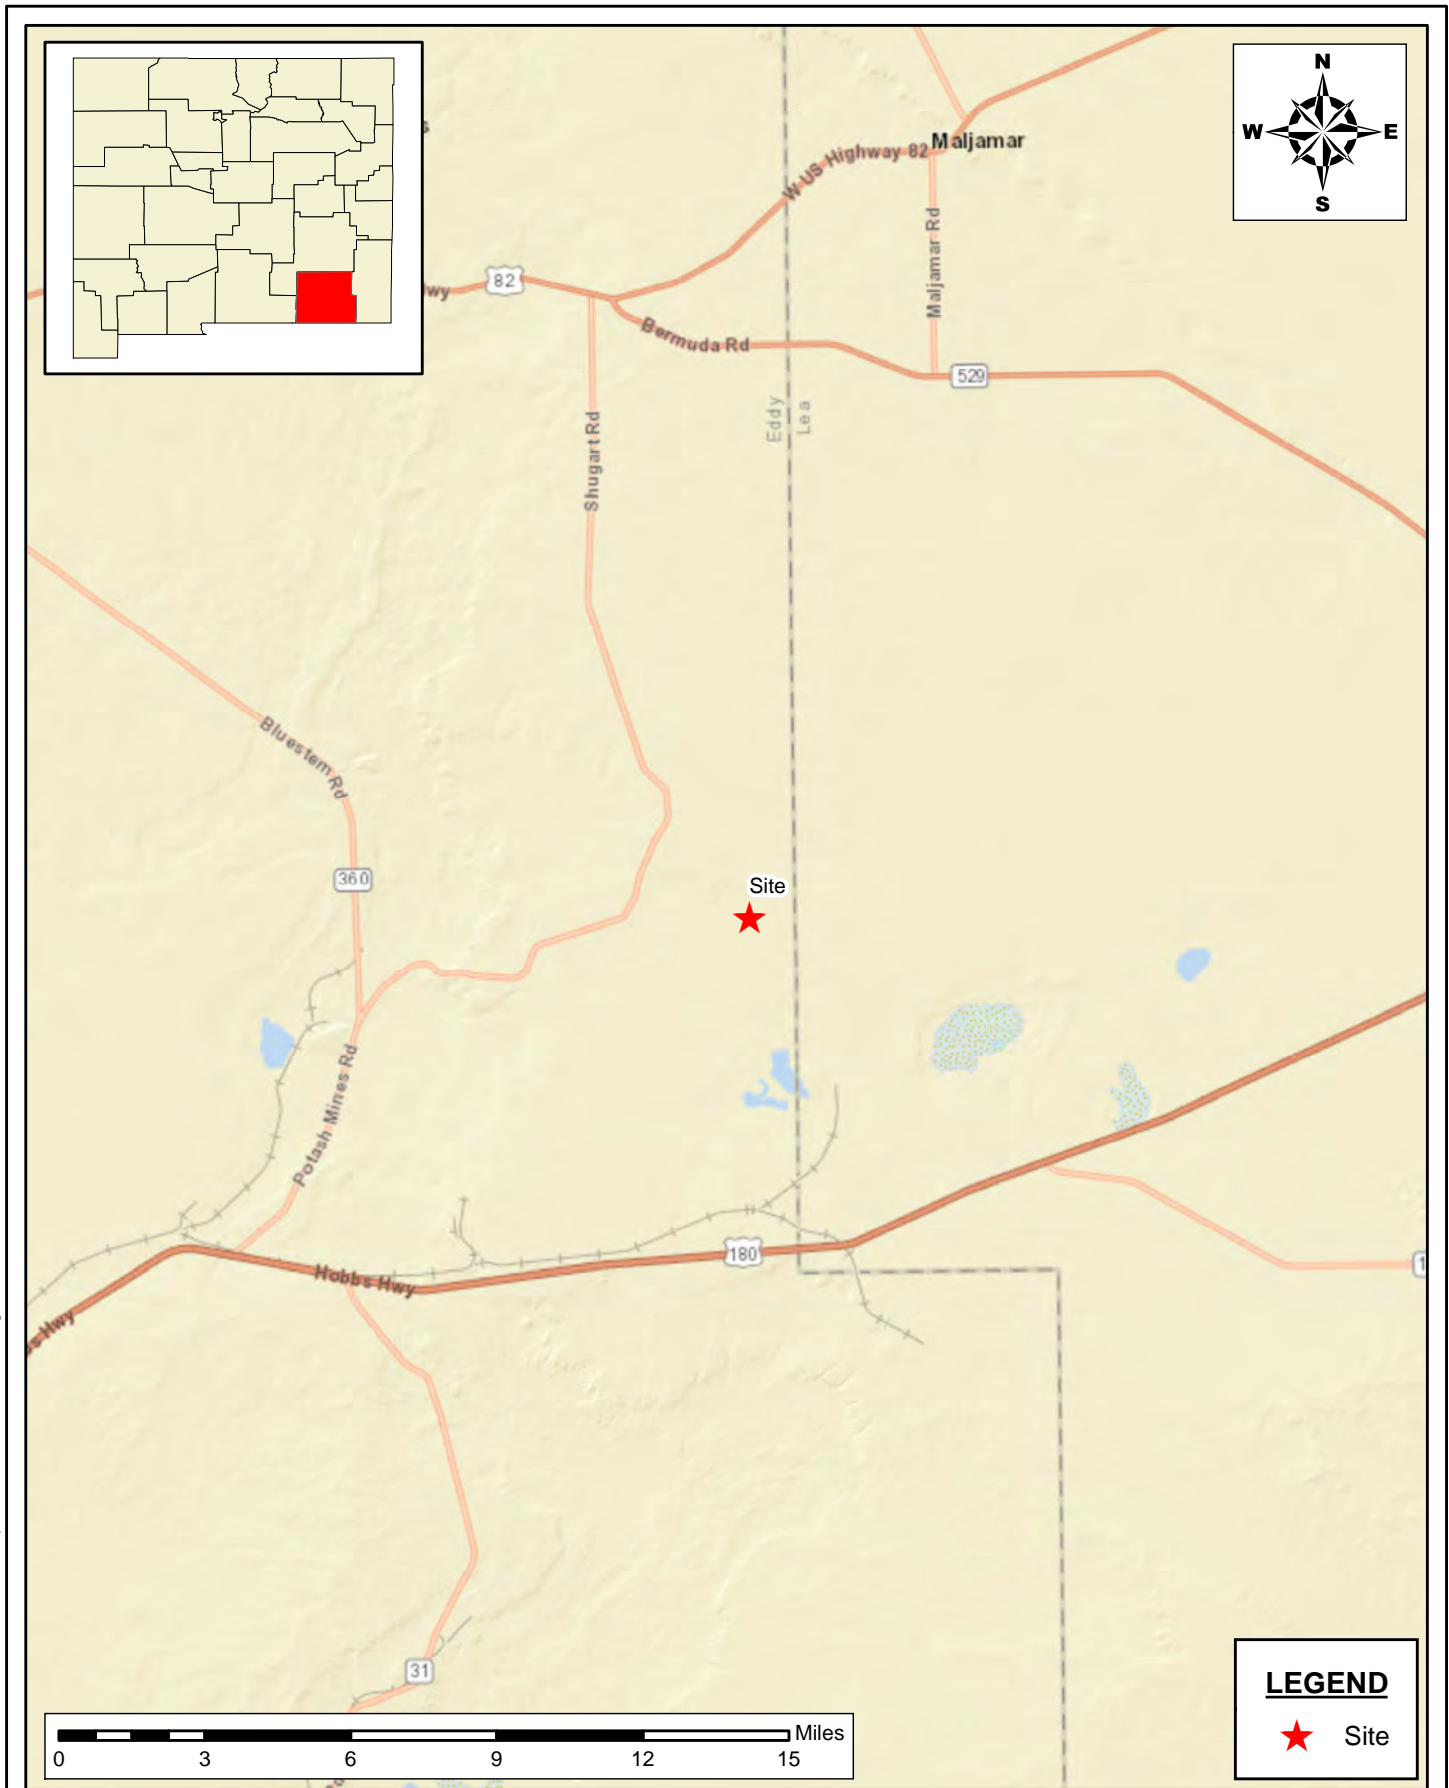 N
W
E
S
Maljamar
W US Highway 82
Maljamar Rd
82
Bermuda Rd
529
Eddy
Lea
Shugart Rd
Bluestem Rd
360
Site
Potash Mines Rd
180
Hobbs Hwy
31
LEGEND
Site
Miles
0 3 6 9 12 15